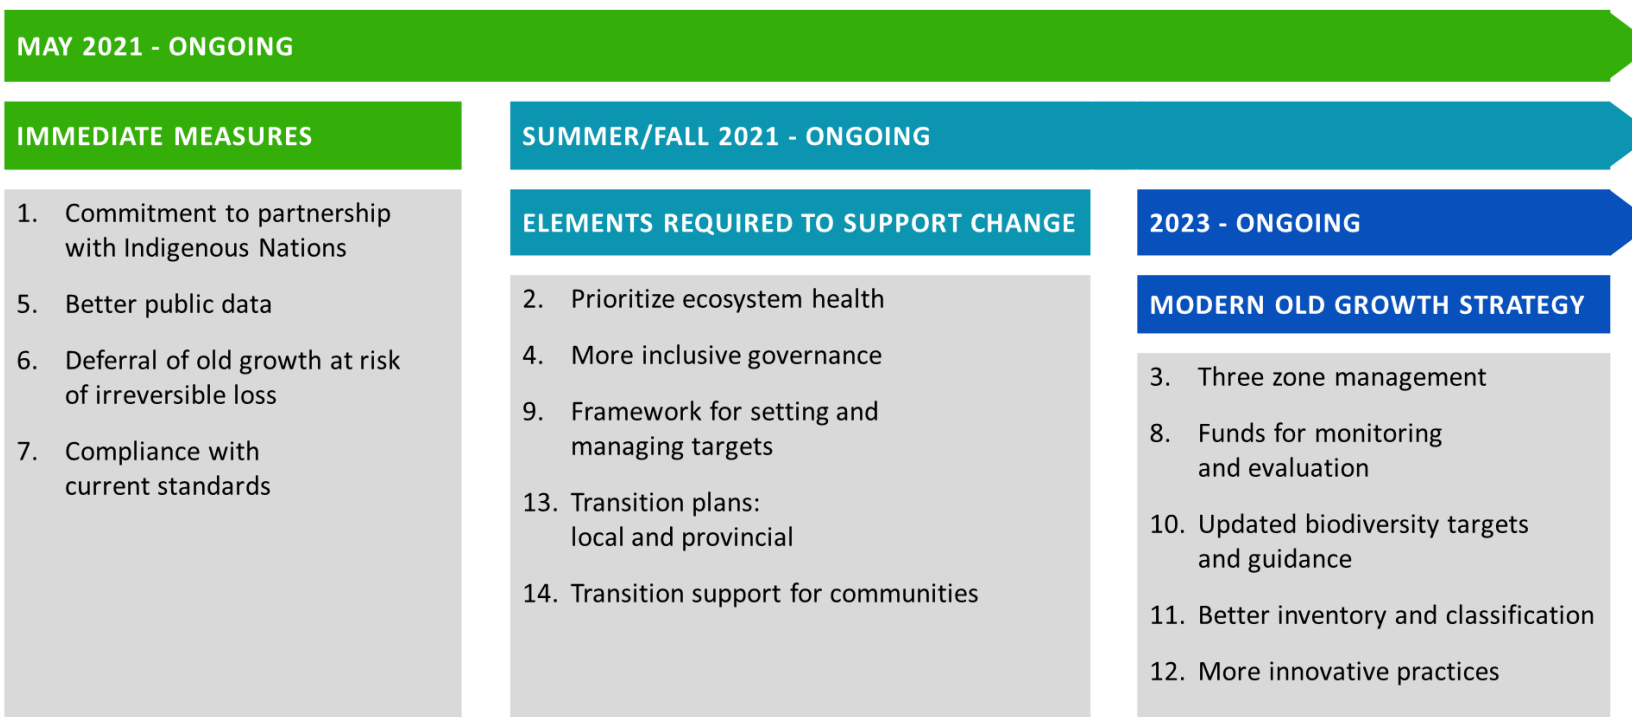 MAY 2021 - ONGOING
IMMEDIATE MEASURES
1. Commitment to partnership
with Indigenous Nations
5. Better public data
6. Deferral of old growth at risk
of irreversible loss
7. Compliance with
current standards
SUMMER/FALL 2021 - ONGOING
ELEMENTS REQUIRED TO SUPPORT CHANGE
2. Prioritize ecosystem health
4. More inclusive governance
9. Framework for setting and
managing targets
13. Transition plans:
local and provincial
14. Transition support for communities
2023 - ONGOING
MODERN OLD GROWTH STRATEGY
3. Three zone management
8. Funds for monitoring
and evaluation
10. Updated biodiversity targets
and guidance
11. Better inventory and classification
12. More innovative practices